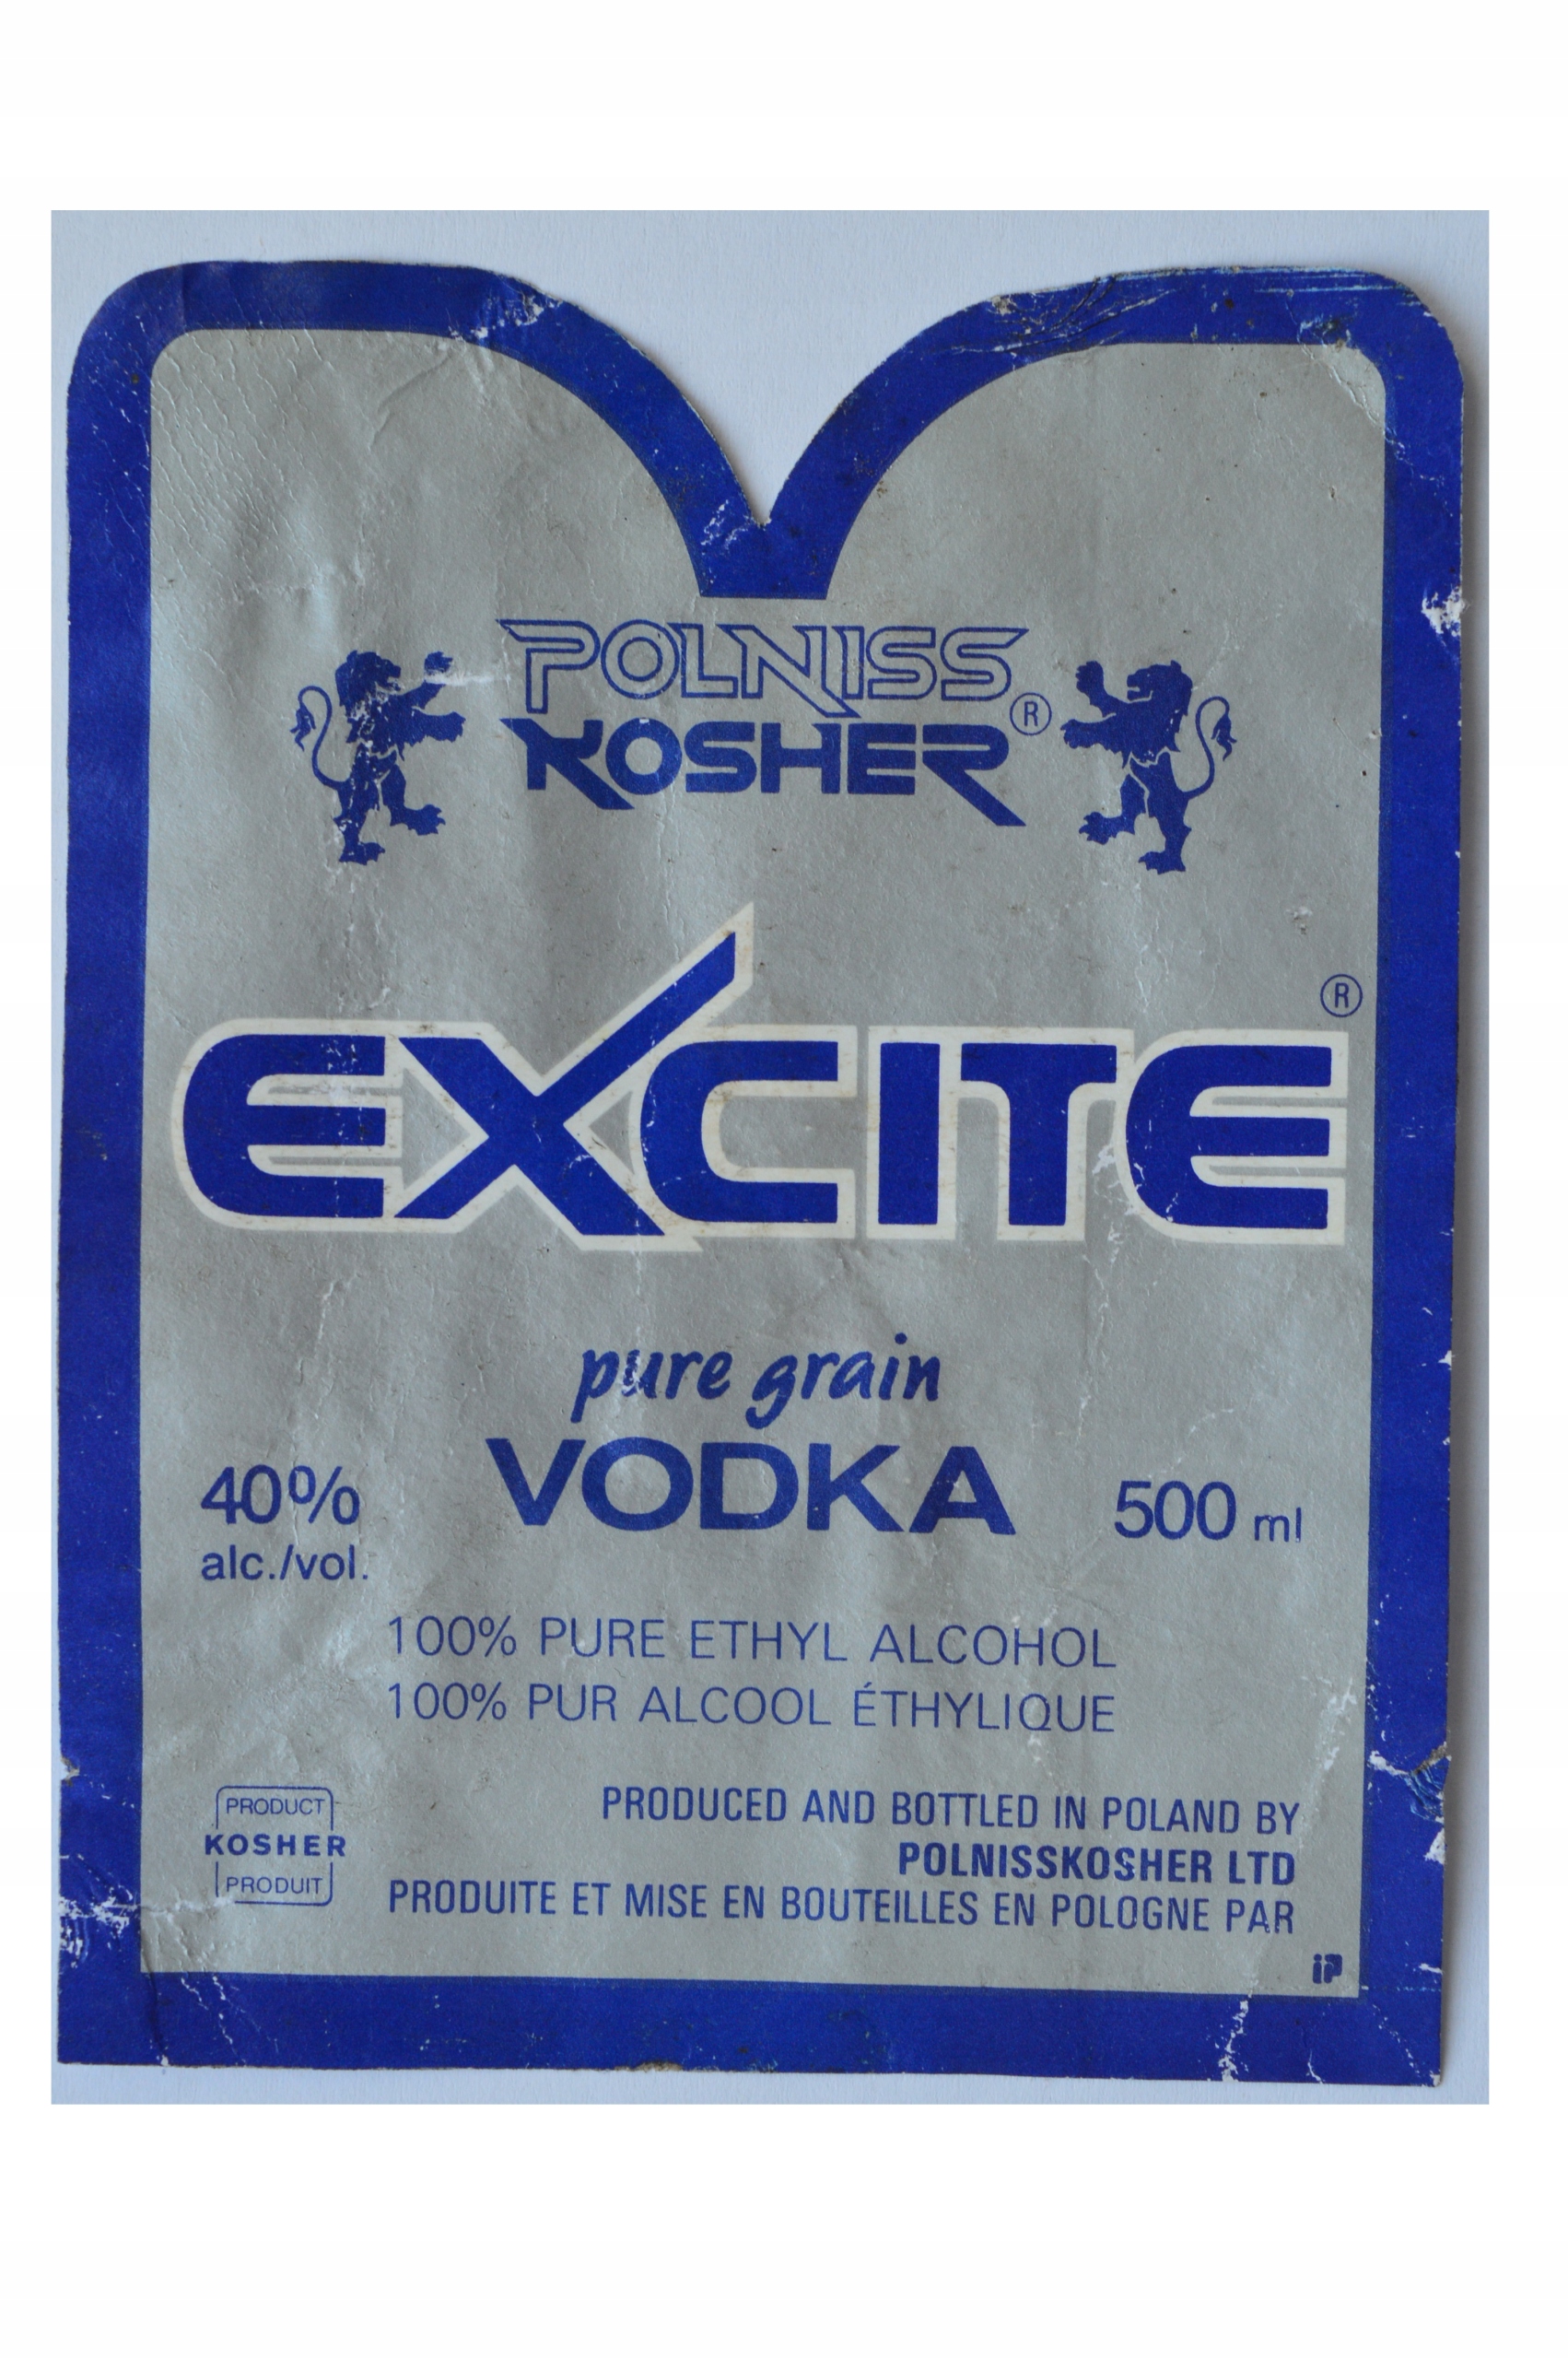 POLNISS
KOSHER ®
EXCITE ®
pure grain
VODKA
40%
alc./vol.
500 ml
100% PURE ETHYL ALCOHOL
100% PUR ALCOOL ÉTHYLIQUE
PRODUCT
KOSHER
PRODUIT
PRODUCED AND BOTTLED IN POLAND BY
POLNISSKOSHER LTD
PRODUITE ET MISE EN BOUTEILLES EN POLOGNE PAR
iP